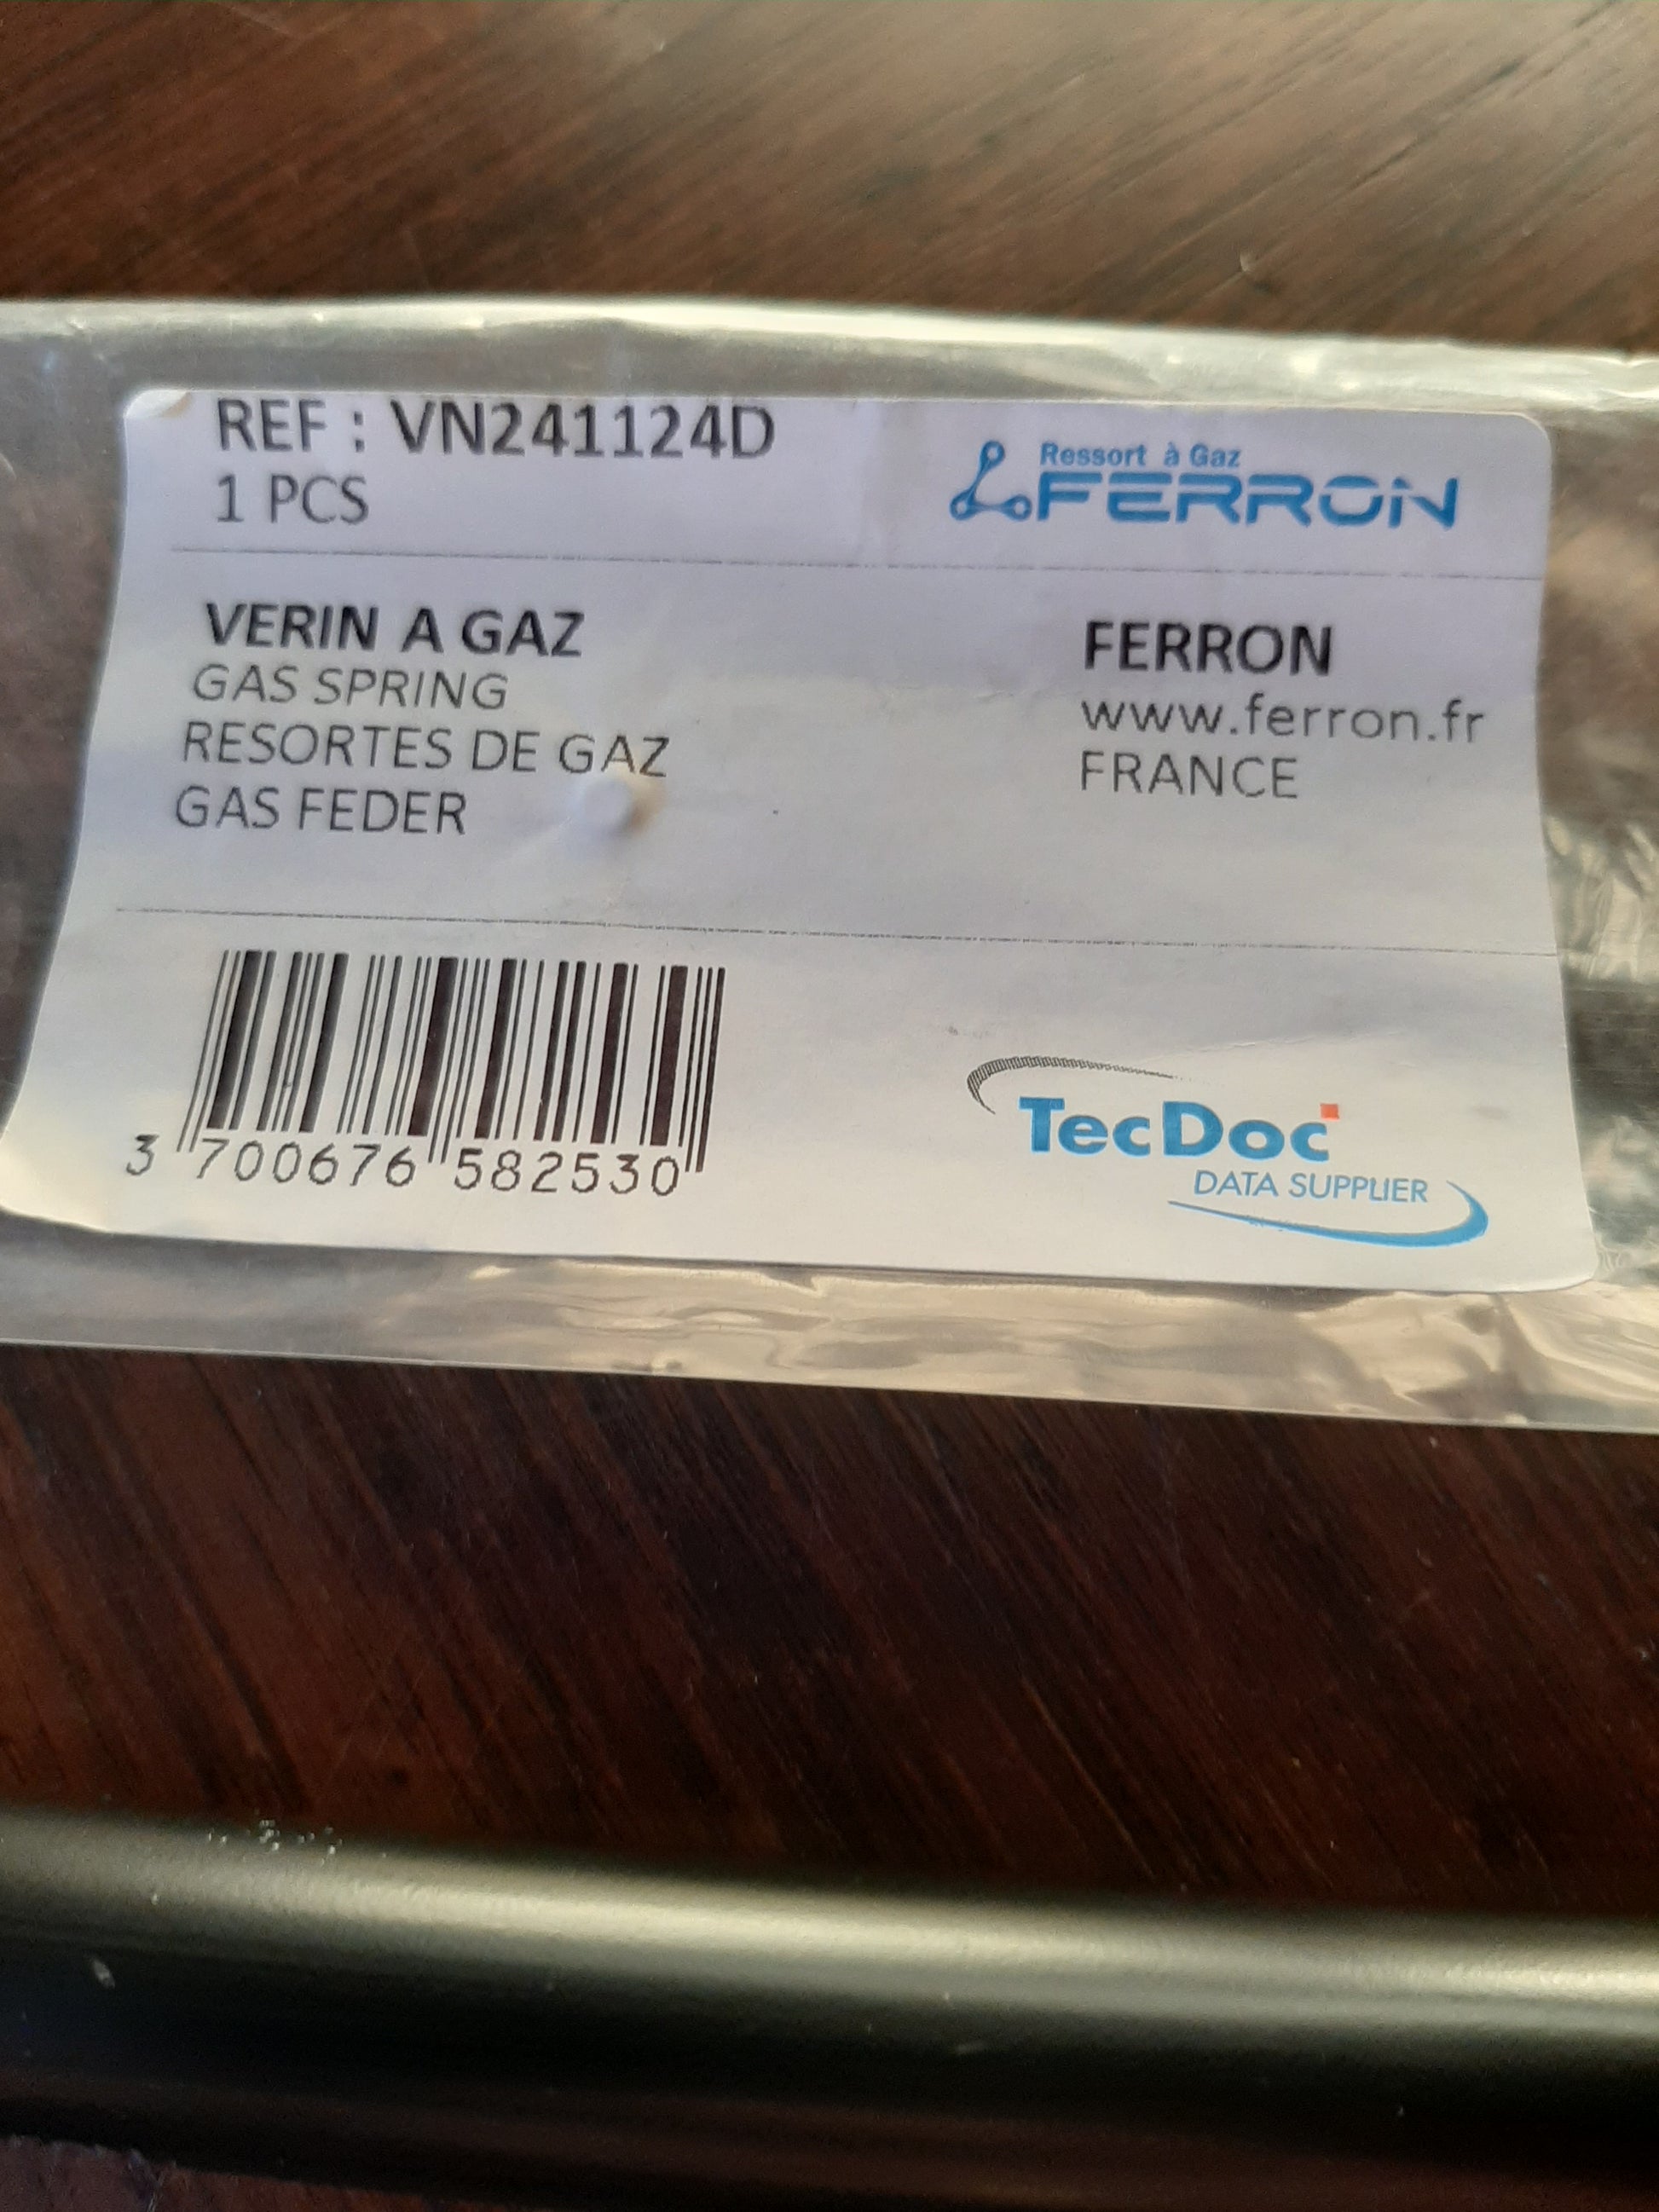 REF : VN241124D
1 PCS
Ressort à Gaz
FERRON
VERIN A GAZ
GAS SPRING
RESORTES DE GAZ
GAS FEDER
FERRON
www.ferron.fr
FRANCE
3 700676 582530
TecDoc
DATA SUPPLIER